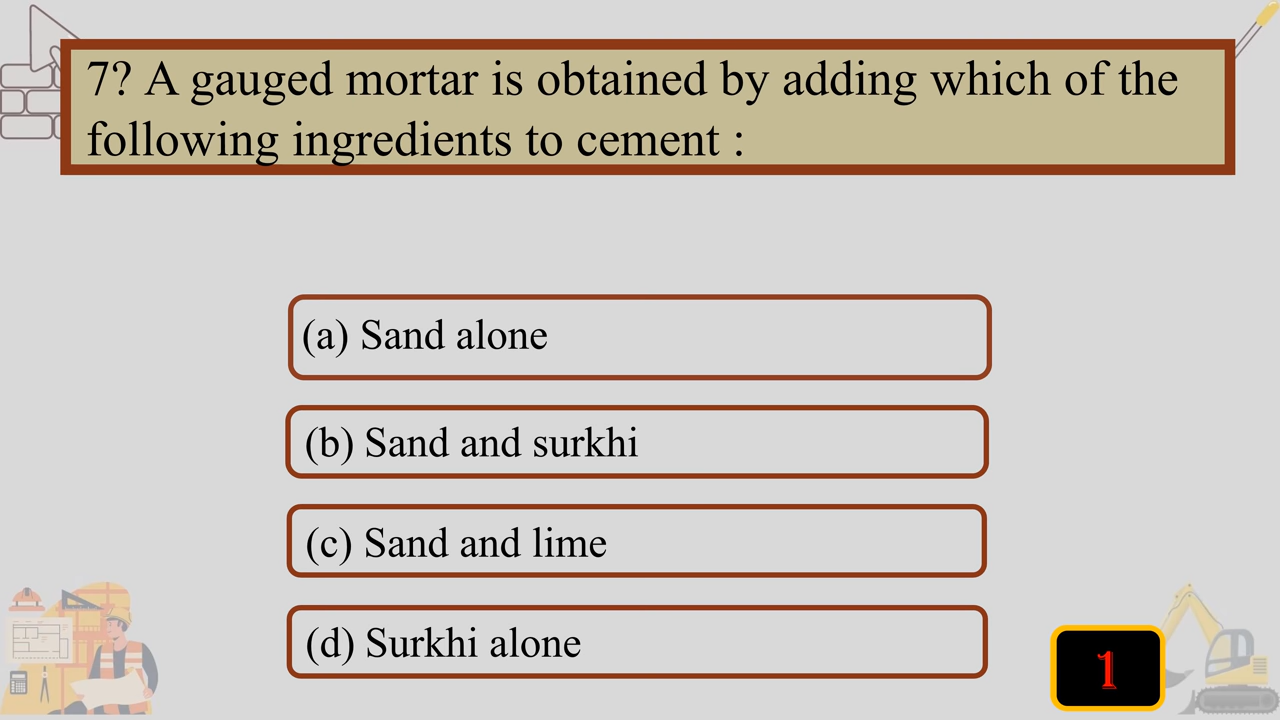 7? A gauged mortar is obtained by adding which of the
following ingredients to cement :
(a) Sand alone
(b) Sand and surkhi
(c) Sand and lime
(d) Surkhi alone
1